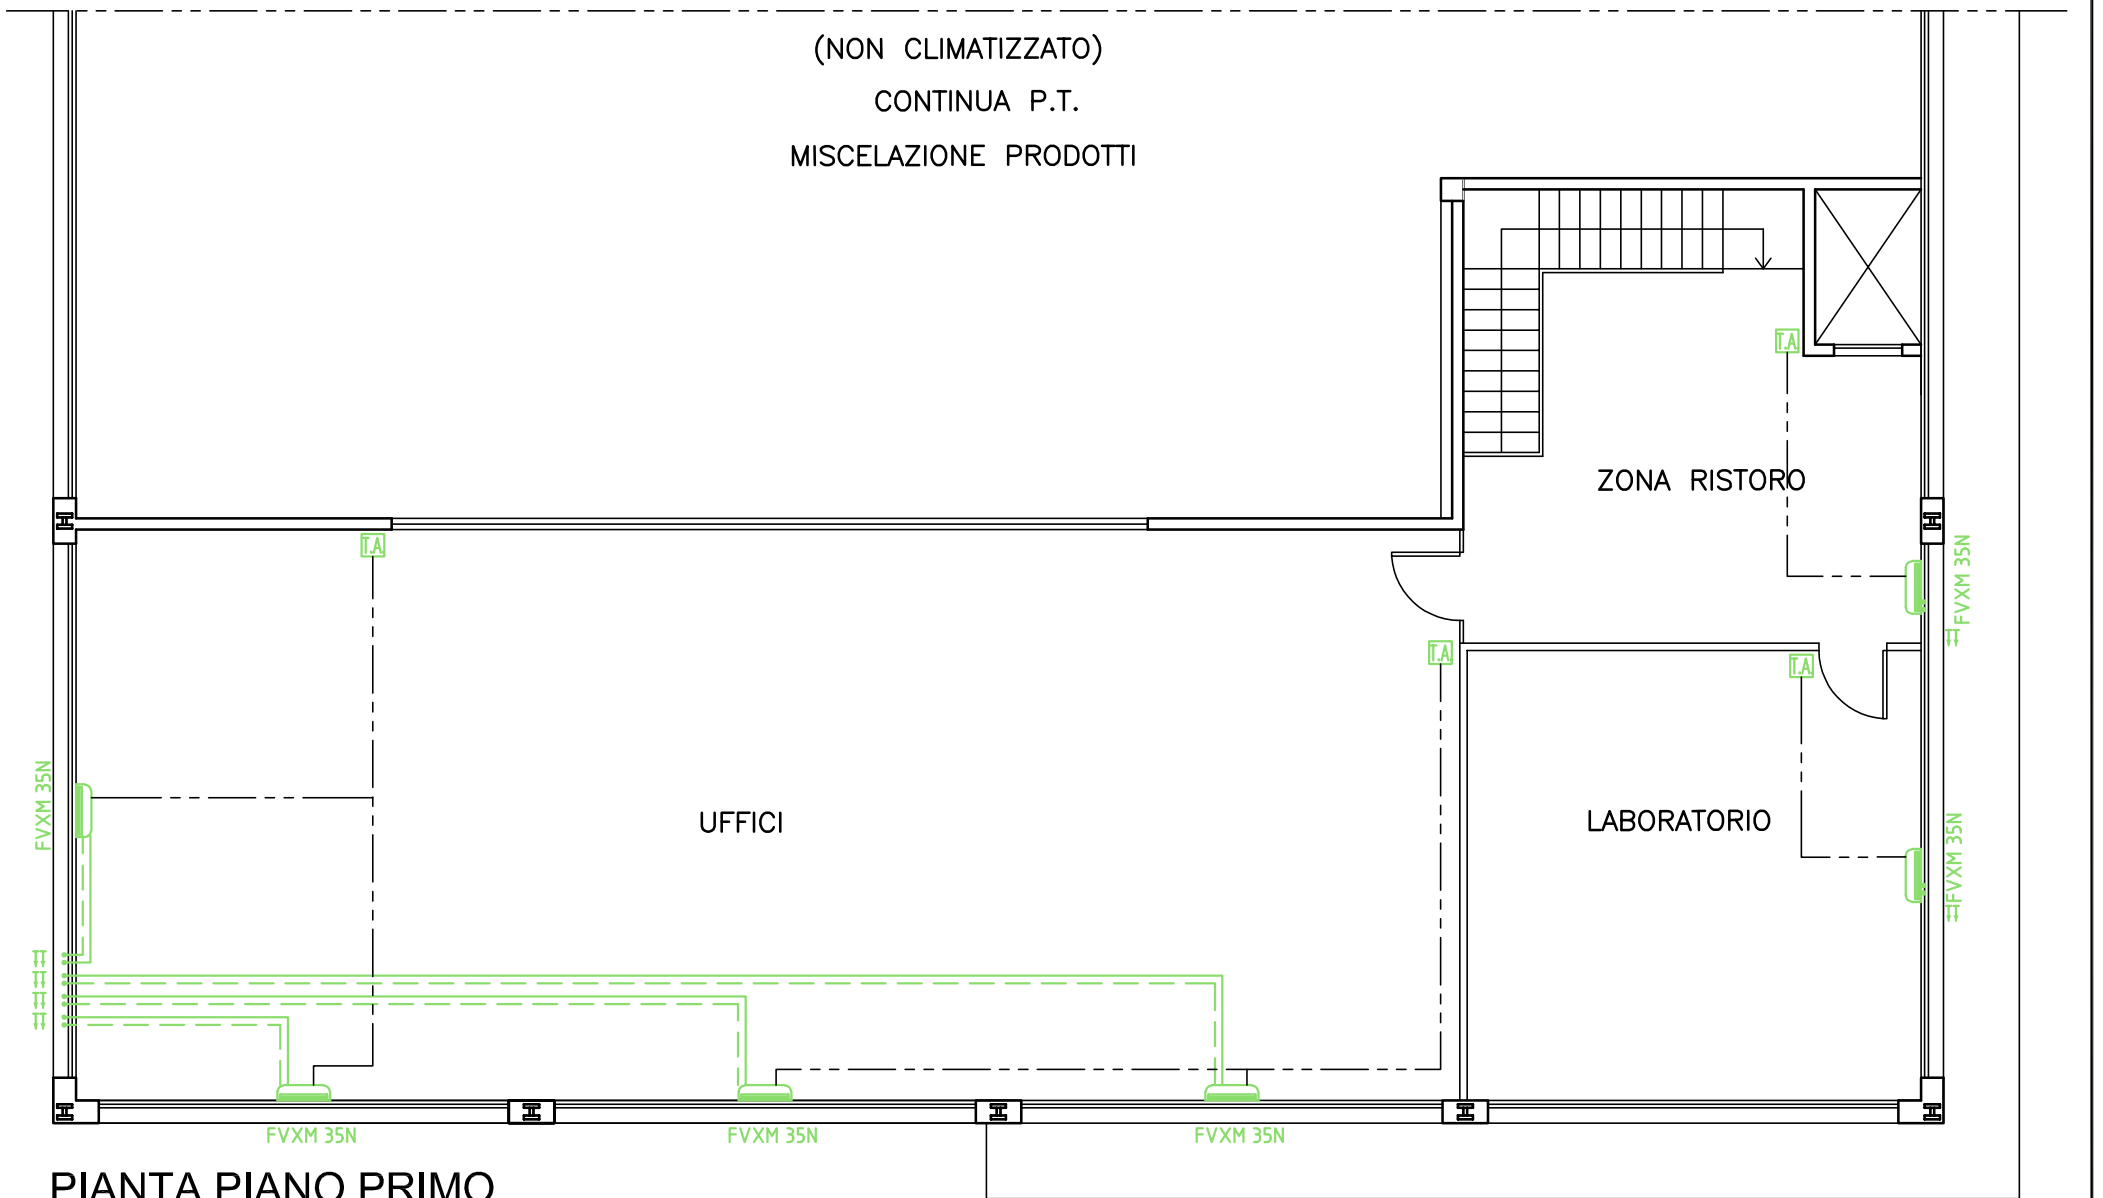 (NON CLIMATIZZATO)
CONTINUA P.T.
MISCELAZIONE PRODOTTI
T.A.
ZONA RISTORO
T.A.
FVXM 35N
T.A.
T.A.
FVXM 35N
UFFICI
LABORATORIO
FVXM 35N
FVXM 35N
FVXM 35N
FVXM 35N
PIANTA PIANO PRIMO